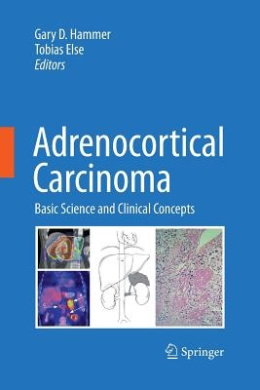 Gary D. Hammer
Tobias Else
Editors
Adrenocortical
Carcinoma
Basic Science and Clinical Concepts
Springer